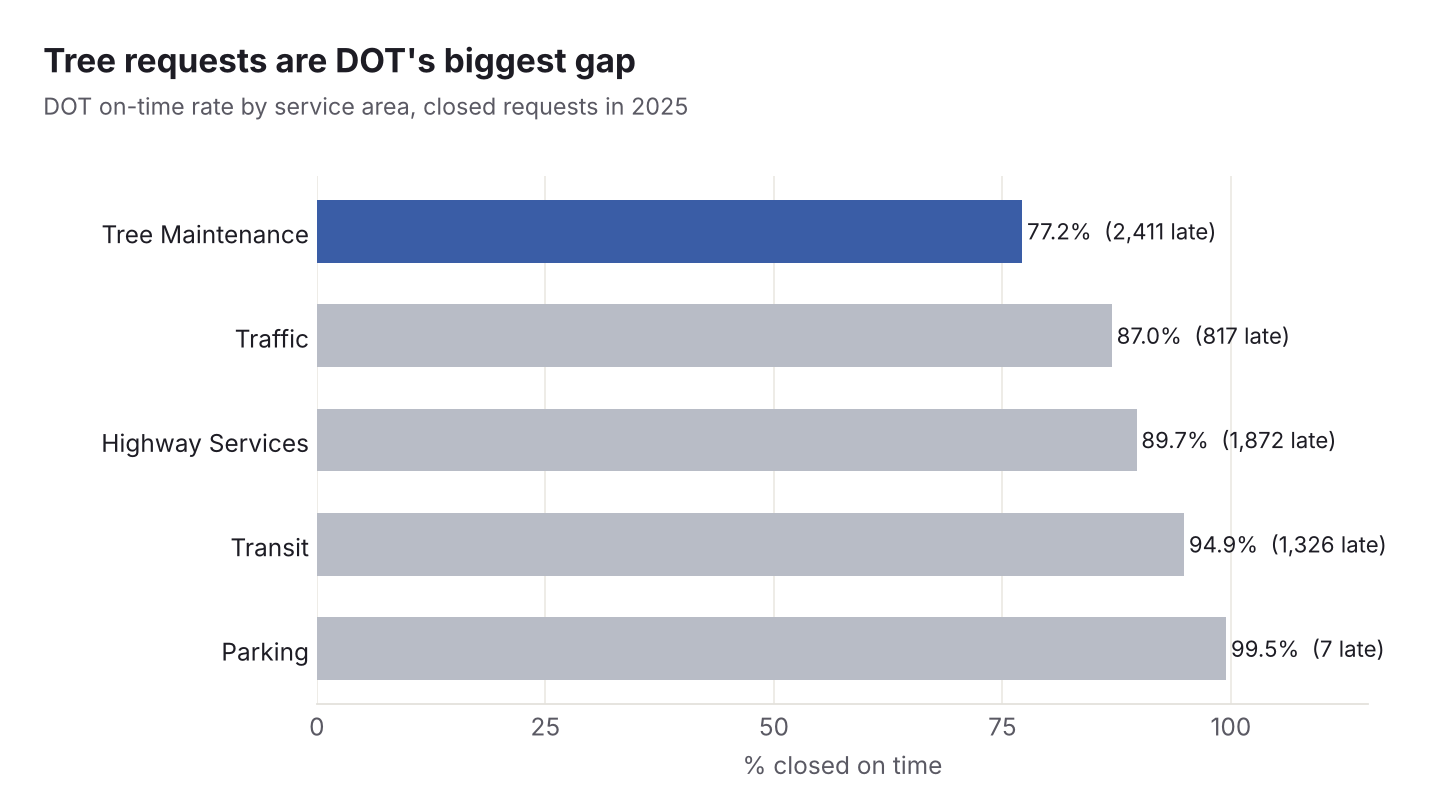 Tree requests are DOT's biggest gap
DOT on-time rate by service area, closed requests in 2025
Tree Maintenance 77.2% (2,411 late)
Traffic 87.0% (817 late)
Highway Services 89.7% (1,872 late)
Transit 94.9% (1,326 late)
Parking 99.5% (7 late)
0 25 50 75 100
% closed on time